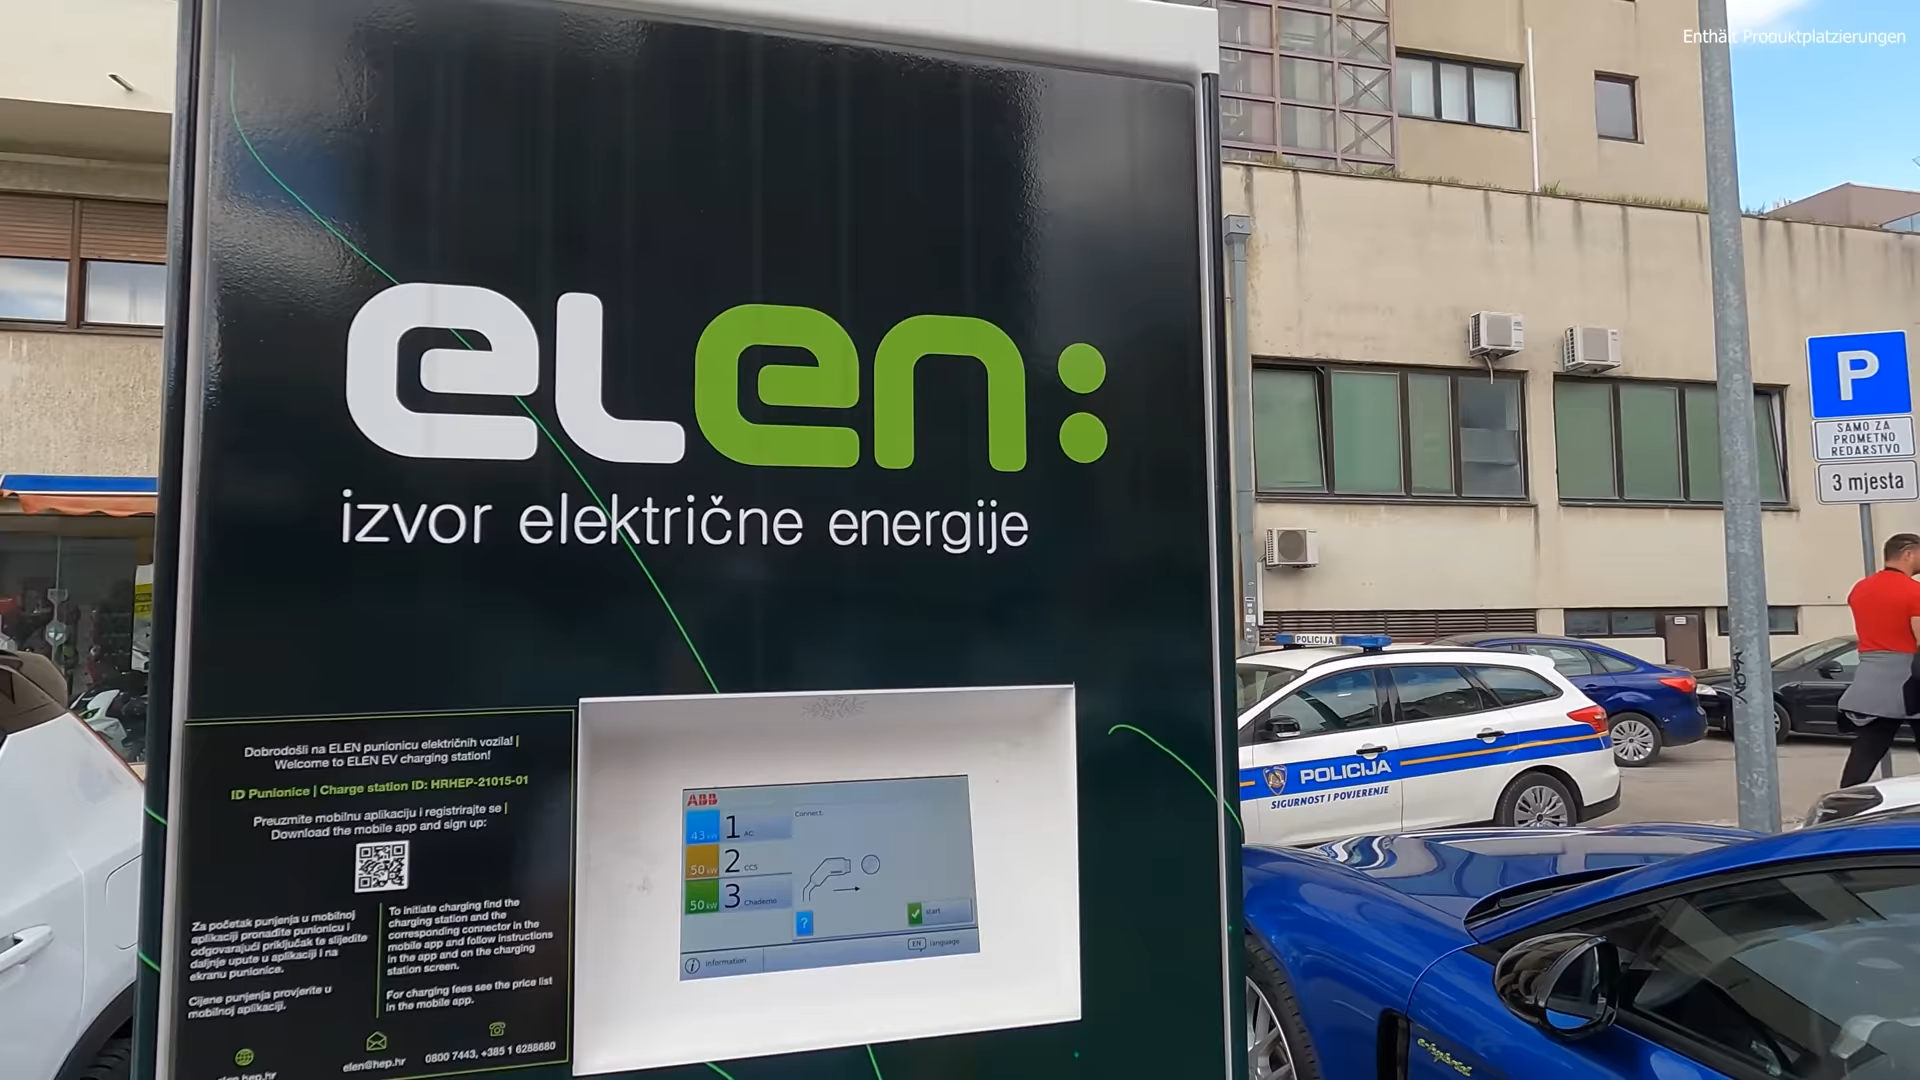 Enthält Produktplatzierungen
eLen:
izvor električne energije
P
SAMO ZA
PROMETNO
REDARSTVO
3 mjesta
POLICIJA
POLICIJA
SIGURNOST I POVJERENJE
Dobrodošli na ELEN punionicu električnih vozila! |
Welcome to ELEN EV charging station!
ID Punionice | Charge station ID: HRHEP-21015-01
Preuzmite mobilnu aplikaciju i registrirajte se |
Download the mobile app and sign up:
Za početak punjenja u mobilnoj
aplikaciji pronađite punionicu i
odgovarajući priključak te slijedite
daljnje upute u aplikaciji i na
ekranu punionice.
Cijene punjenja provjerite u
mobilnoj aplikaciji.
To initiate charging find the
charging station and the
corresponding connector in the
mobile app and follow instructions
in the app and on the charging
station screen.
For charging fees see the price list
in the mobile app.
elen.hep.hr
elen@hep.hr
0800 7443, +385 1 6288680
ABB
43 kW 1 AC
50 kW 2 CCS
50 kW 3 Chademo
Connect:
?
start
EN language
i Information
e-hybrid